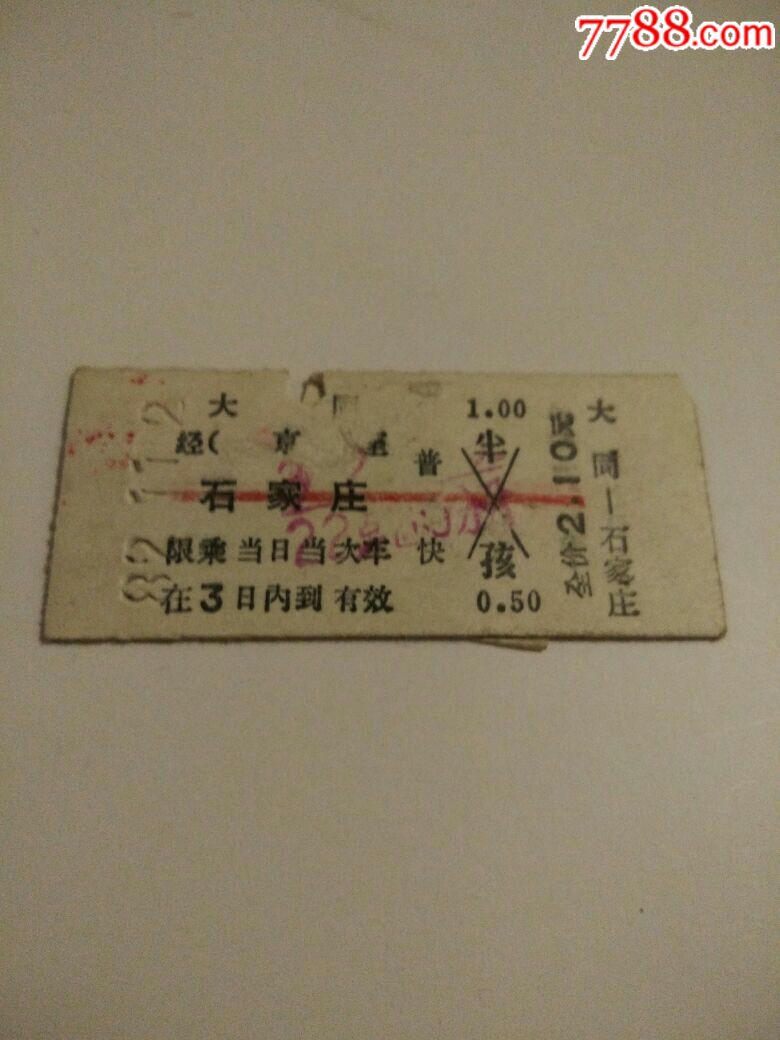 7788.com
大 同 1.00
经( 京
普 半
石家庄
限乘当日当次车 快 孩
在3日内到有效 0.50
全价2.10元
大同—石家庄